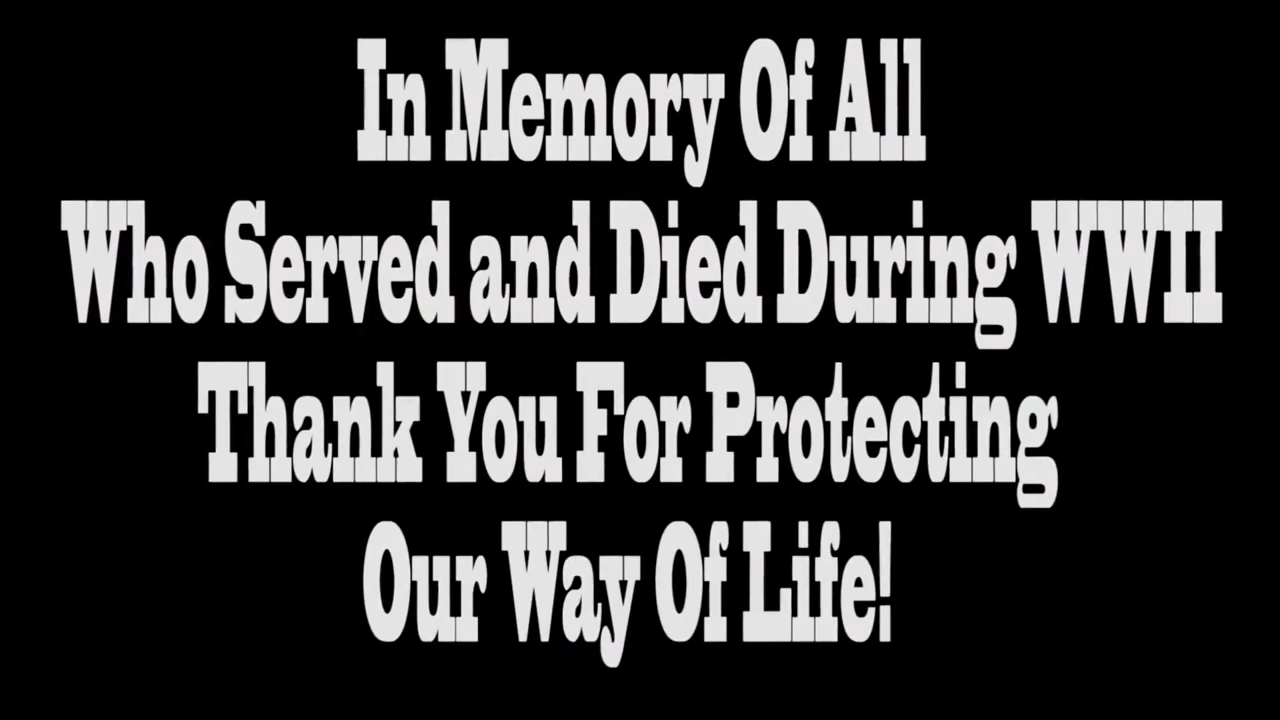 In Memory Of All
Who Served and Died During WWII
Thank You For Protecting
Our Way Of Life!